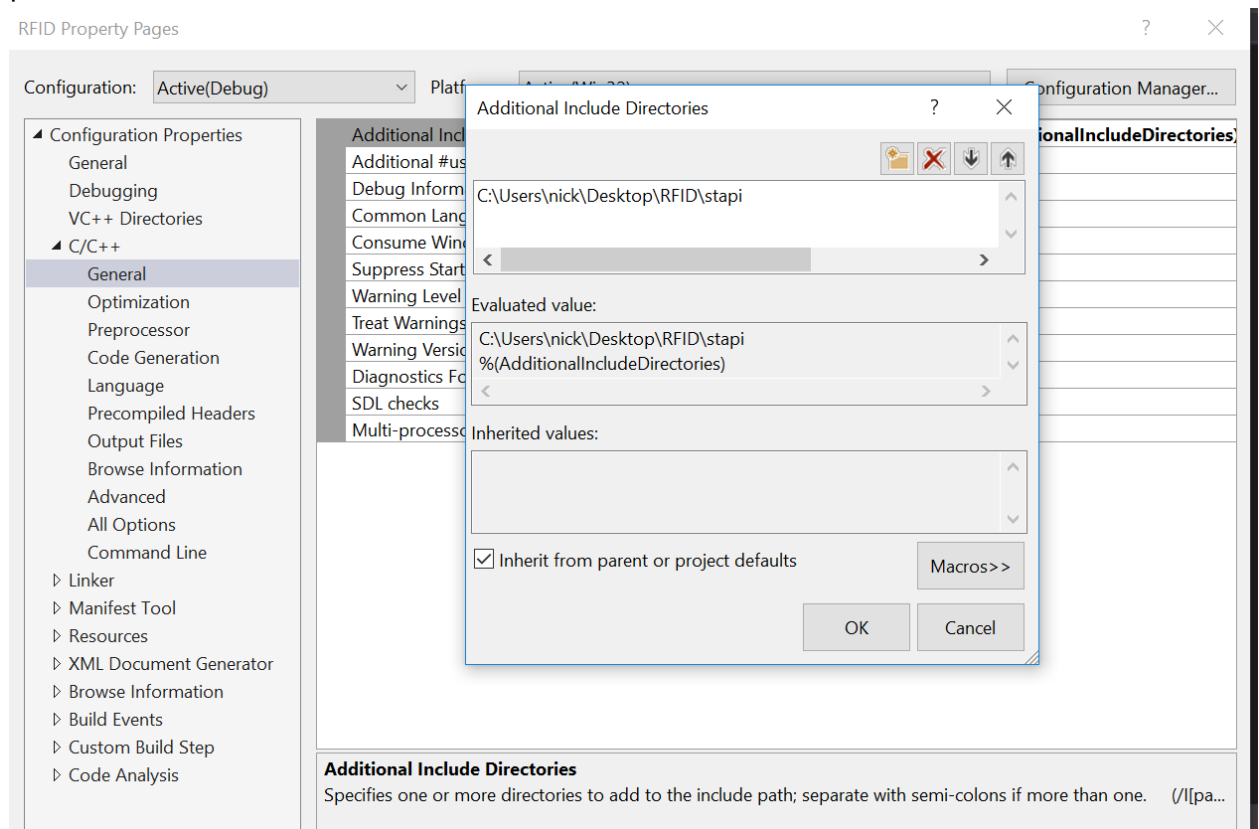 RFID Property Pages
?
Configuration: Active(Debug) Platf Configuration Manager...
Additional Include Directories ?
Configuration Properties
General
Debugging
VC++ Directories
C/C++
General
Optimization
Preprocessor
Code Generation
Language
Precompiled Headers
Output Files
Browse Information
Advanced
All Options
Command Line
Linker
Manifest Tool
Resources
XML Document Generator
Browse Information
Build Events
Custom Build Step
Code Analysis
Additional Incl ionalIncludeDirectories)
Additional #us
Debug Inform
Common Lang
Consume Wind
Suppress Start
Warning Level
Treat Warnings
Warning Versio
Diagnostics Fo
SDL checks
Multi-processo
C:\Users\nick\Desktop\RFID\stapi
Evaluated value:
C:\Users\nick\Desktop\RFID\stapi
%(AdditionalIncludeDirectories)
Inherited values:
Inherit from parent or project defaults
Macros>>
OK Cancel
Additional Include Directories
Specifies one or more directories to add to the include path; separate with semi-colons if more than one. (/I[pa...